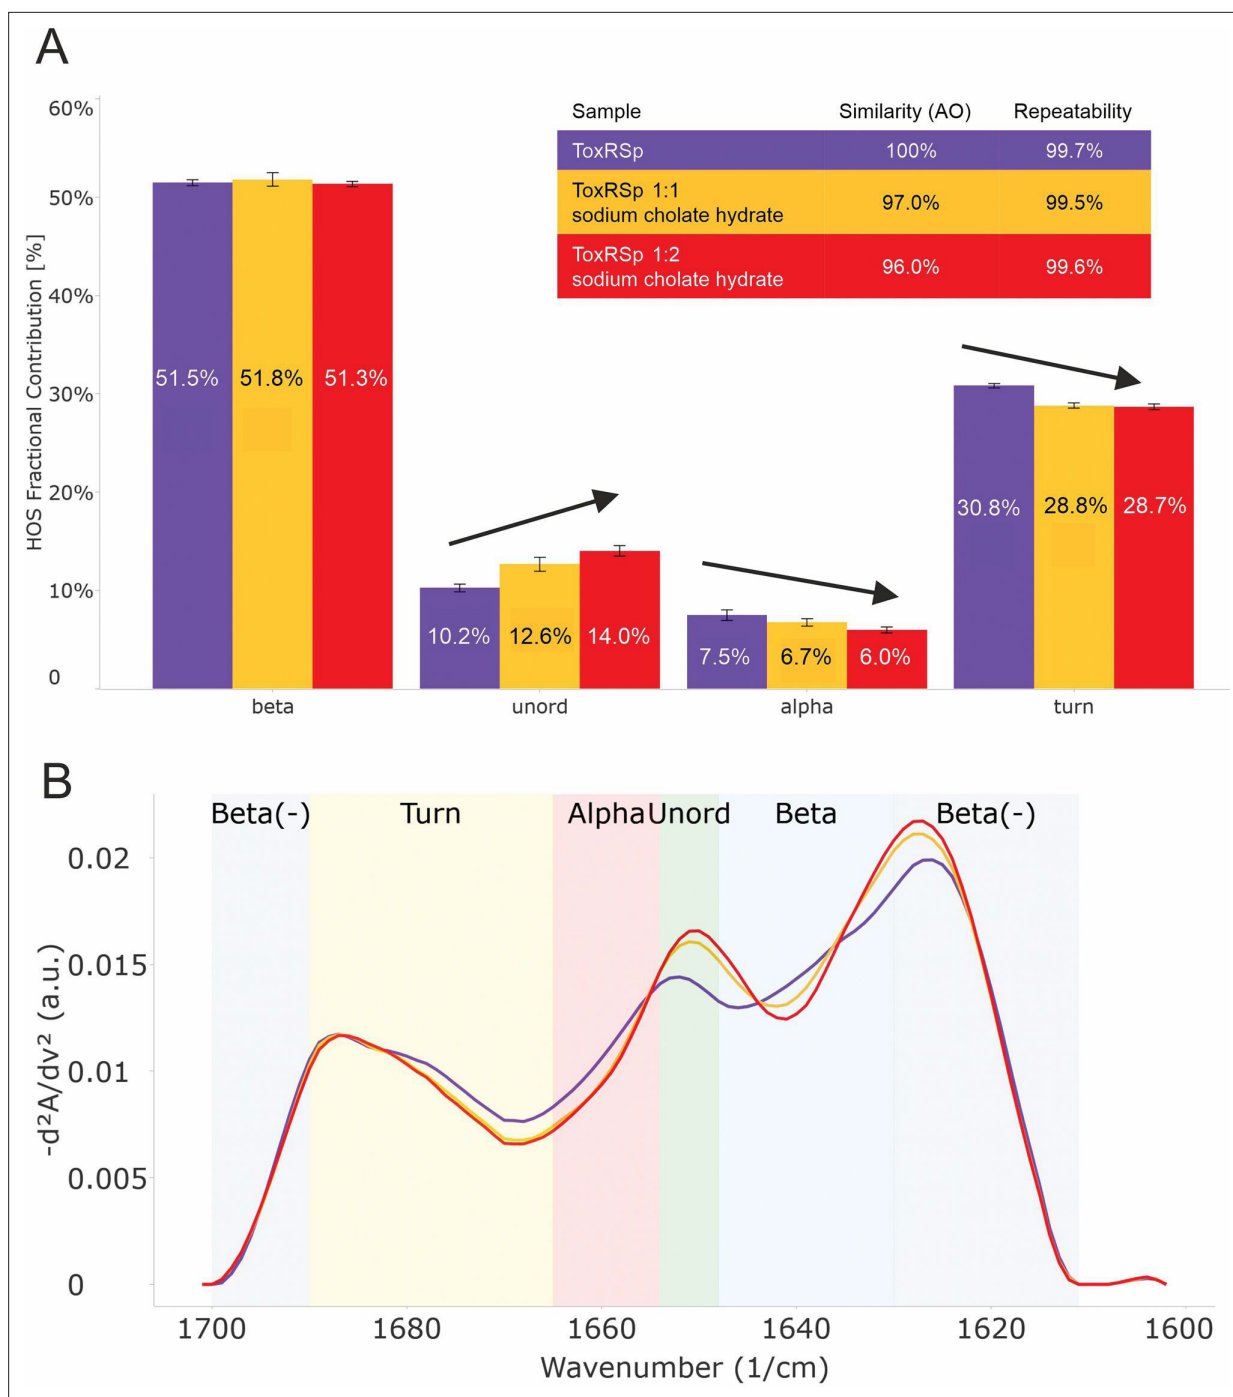 A
60%
50%
40%
30%
20%
10%
0
HOS Fractional Contribution [%]
Sample Similarity (AO) Repeatability
ToxRSp 100% 99.7%
ToxRSp 1:1
sodium cholate hydrate 97.0% 99.5%
ToxRSp 1:2
sodium cholate hydrate 96.0% 99.6%
51.5% 51.8% 51.3%
10.2% 12.6% 14.0%
7.5% 6.7% 6.0%
30.8% 28.8% 28.7%
beta unord alpha turn
B
Beta(-) Turn Alpha Unord Beta Beta(-)
0.02
0.015
0.01
0.005
0
-d²A/dv² (a.u.)
1700 1680 1660 1640 1620 1600
Wavenumber (1/cm)